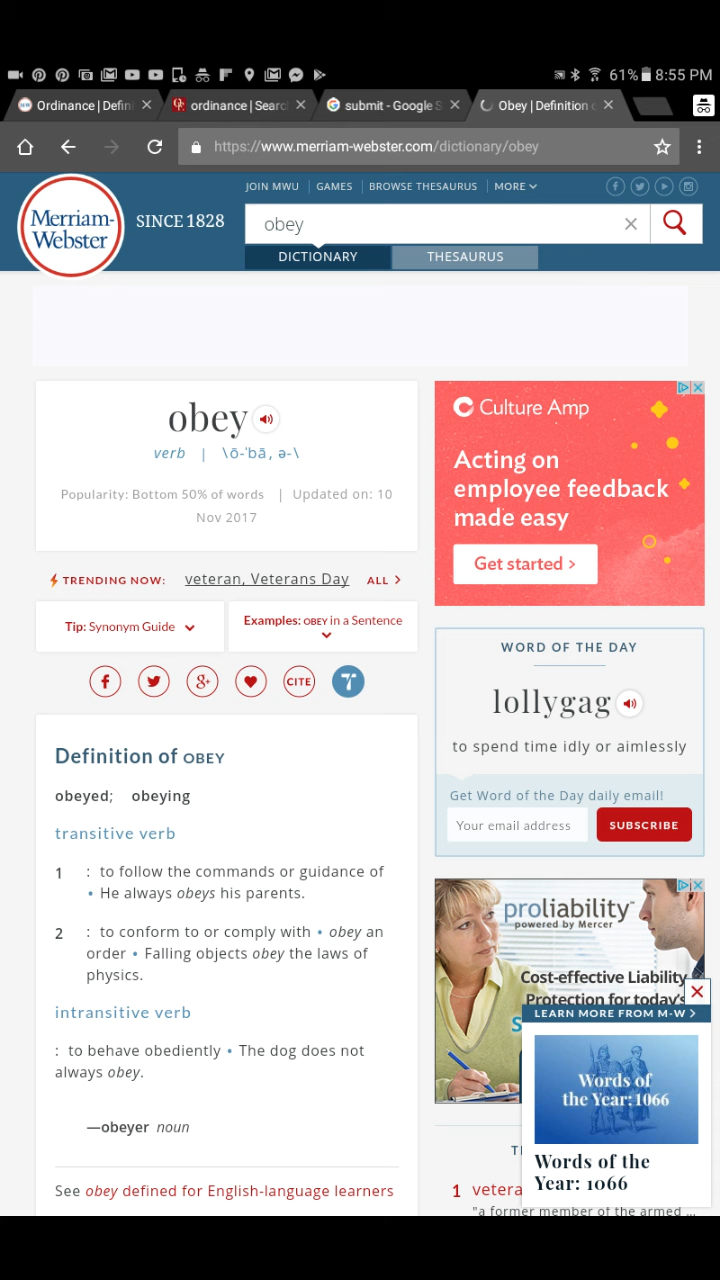 61% 8:55 PM
Ordinance | Defini
ordinance | Searc
submit - Google S
Obey | Definition o
https://www.merriam-webster.com/dictionary/obey
JOIN MWU | GAMES | BROWSE THESAURUS | MORE
Merriam-
Webster
SINCE 1828
obey
DICTIONARY
THESAURUS
obey
verb | \ō-ˈbā, ə-\
Popularity: Bottom 50% of words | Updated on: 10
Nov 2017
TRENDING NOW: veteran, Veterans Day ALL >
Tip: Synonym Guide
Examples: OBEY in a Sentence
CITE
Definition of OBEY
obeyed; obeying
transitive verb
1 : to follow the commands or guidance of
• He always obeys his parents.
2 : to conform to or comply with • obey an
order • Falling objects obey the laws of
physics.
intransitive verb
: to behave obediently • The dog does not
always obey.
—obeyer noun
See obey defined for English-language learners
Culture Amp
Acting on
employee feedback
made easy
Get started >
WORD OF THE DAY
lollygag
to spend time idly or aimlessly
Get Word of the Day daily email!
Your email address
SUBSCRIBE
proliability™
powered by Mercer
Cost-effective Liability
Protection for today's
S
LEARN MORE FROM M-W >
Words of
the Year: 1066
Words of the
Year: 1066
1 vetera
"a former member of the armed ...